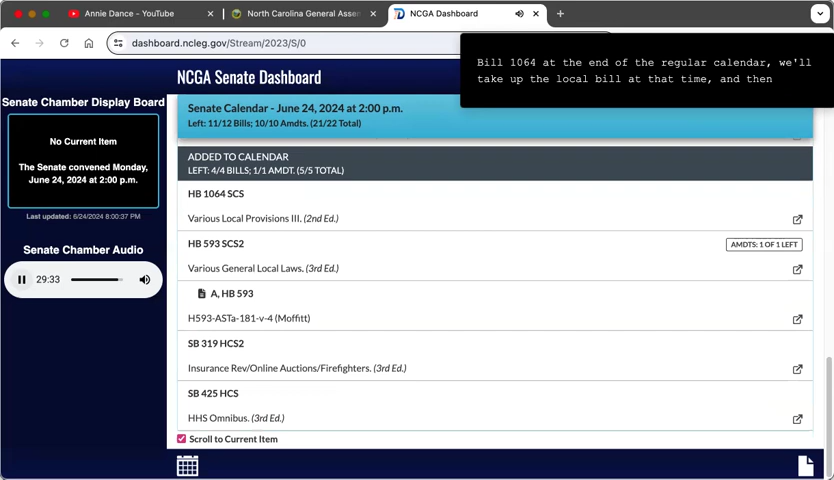 Annie Dance - YouTube
North Carolina General Assem
NCGA Dashboard
dashboard.ncleg.gov/Stream/2023/S/0
Bill 1064 at the end of the regular calendar, we'll
take up the local bill at that time, and then
NCGA Senate Dashboard
Senate Chamber Display Board
No Current Item
The Senate convened Monday,
June 24, 2024 at 2:00 p.m.
Last updated: 6/24/2024 8:00:37 PM
Senate Chamber Audio
29:33
Senate Calendar - June 24, 2024 at 2:00 p.m.
Left: 11/12 Bills; 10/10 Amdts. (21/22 Total)
ADDED TO CALENDAR
LEFT: 4/4 BILLS; 1/1 AMDT. (5/5 TOTAL)
HB 1064 SCS
Various Local Provisions III. (2nd Ed.)
HB 593 SCS2
AMDTS: 1 OF 1 LEFT
Various General Local Laws. (3rd Ed.)
A, HB 593
H593-ASTa-181-v-4 (Moffitt)
SB 319 HCS2
Insurance Rev/Online Auctions/Firefighters. (3rd Ed.)
SB 425 HCS
HHS Omnibus. (3rd Ed.)
Scroll to Current Item